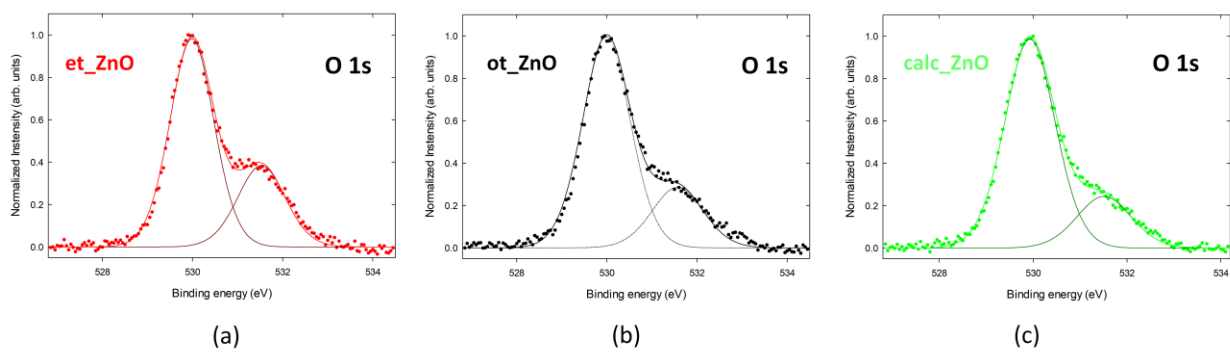 et_ZnO
O 1s
Normalized Instensity (arb. units)
1.0
0.8
0.6
0.4
0.2
0.0
528
530
532
534
Binding energy (eV)
(a)
ot_ZnO
O 1s
Normalized Instensity (arb. units)
1.0
0.8
0.6
0.4
0.2
0.0
528
530
532
534
Binding energy (eV)
(b)
calc_ZnO
O 1s
Normalized Instensity (arb. units)
1.0
0.8
0.6
0.4
0.2
0.0
528
530
532
534
Binding energy (eV)
(c)